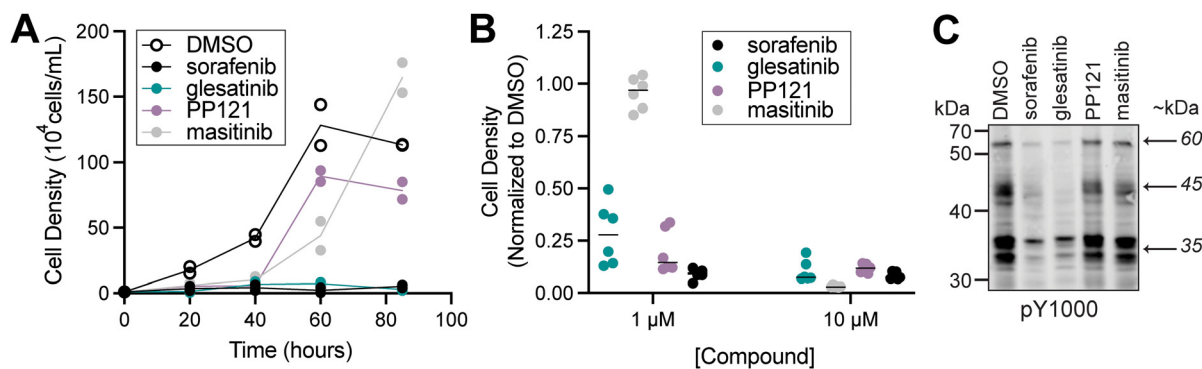 A
200
150
100
50
0
Cell Density (10⁴cells/mL)
DMSO
sorafenib
glesatinib
PP121
masitinib
0 20 40 60 80 100
Time (hours)
B
1.25
1.00
0.75
0.50
0.25
0.00
Cell Density
(Normalized to DMSO)
sorafenib
glesatinib
PP121
masitinib
1 µM 10 µM
[Compound]
C
DMSO
sorafenib
glesatinib
PP121
masitinib
kDa ~kDa
70
50
40
30
60
45
35
pY1000